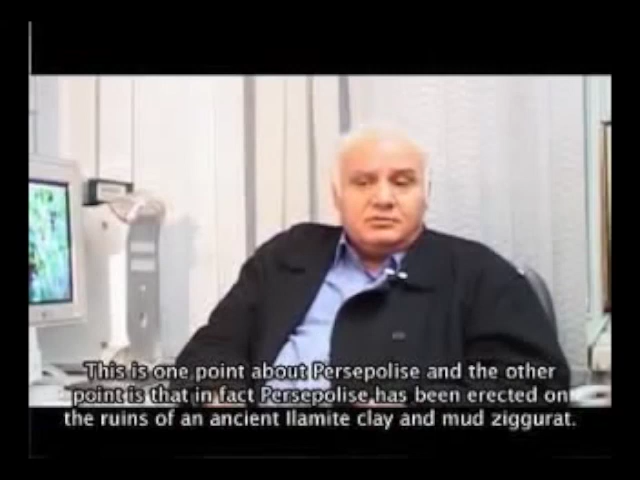 This is one point about Persepolise and the other
point is that in fact Persepolise has been erected on
the ruins of an ancient Ilamite clay and mud ziggurat.